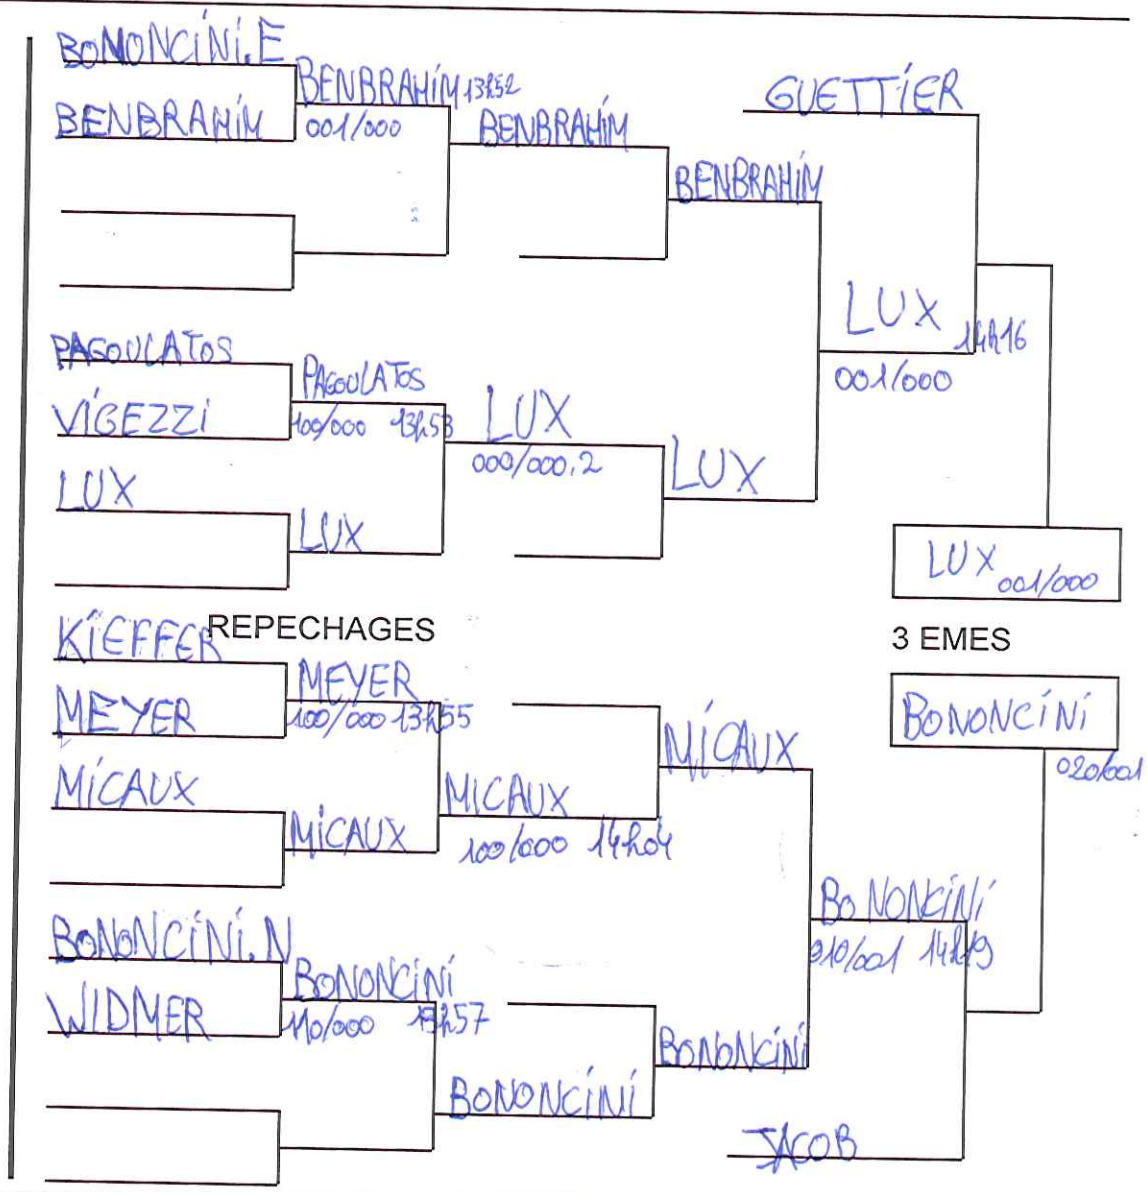 BONONCINI.E
BENBRAHIM 13h52
GUETTIER
BENBRAHIM
001/000
BENBRAHIM
BENBRAHIM
LUX
14h16
001/000
PAGOULATOS
PAGOULATOS
VIGEZZI
100/000 13h53
LUX
000/000.2
LUX
LUX
LUX
LUX 001/000
KIEFFER
REPECHAGES
3 EMES
MEYER
MEYER
100/000 13h55
MICAUX
BONONCINI
020/001
MICAUX
MICAUX
MICAUX
100/000 14h04
BONONCINI
010/001 14h19
BONONCINI.N
BONONCINI
WIDMER
110/000 13h57
BONONCINI
BONONCINI
JACOB